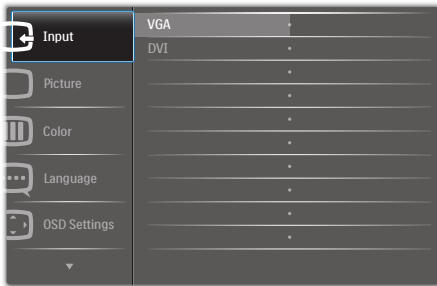 Input
Picture
Color
Language
OSD Settings
VGA
DVI